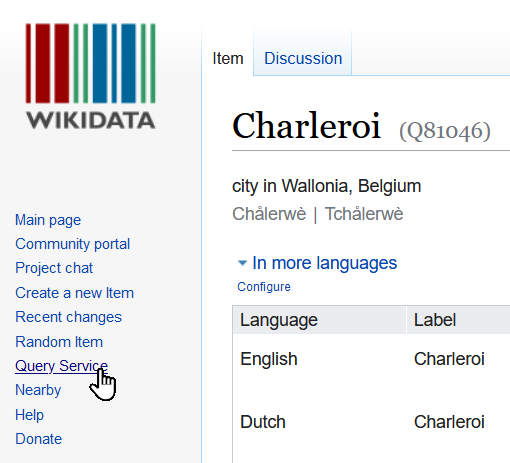 WIKIDATA
Main page
Community portal
Project chat
Create a new Item
Recent changes
Random Item
Query Service
Nearby
Help
Donate
Item Discussion
Charleroi (Q81046)
city in Wallonia, Belgium
Châlerwè | Tchålerwè
In more languages
Configure
Language Label
English Charleroi
Dutch Charleroi